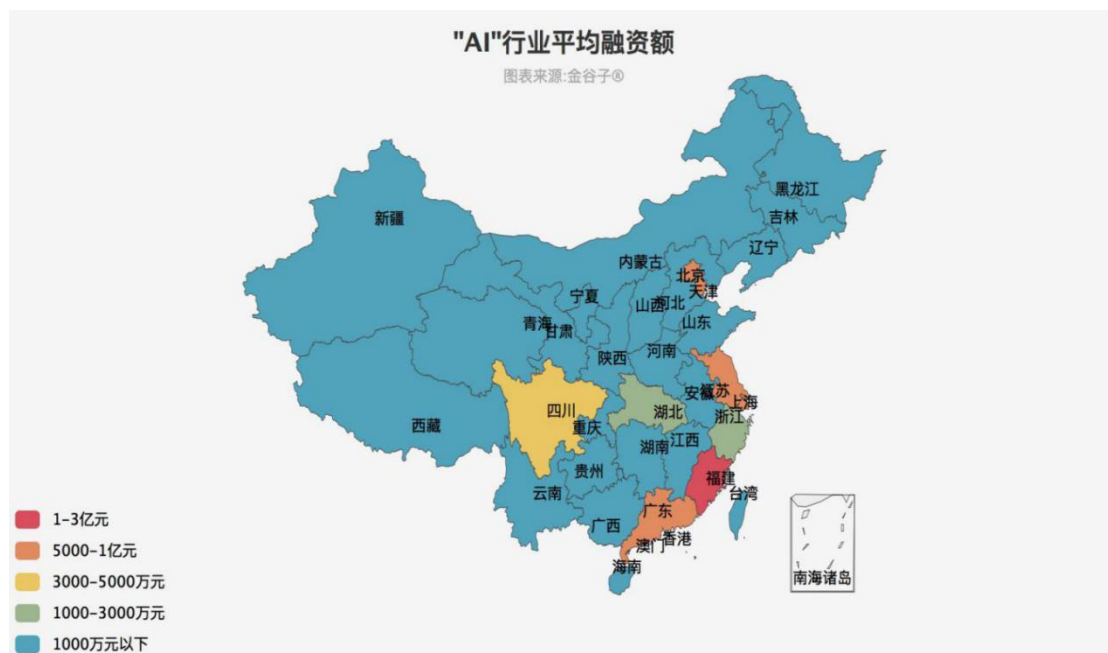 "AI"行业平均融资额
图表来源:金谷子®
黑龙江
新疆
吉林
辽宁
内蒙古
北京
天津
宁夏
山西
河北
山东
青海
甘肃
河南
陕西
安徽
江苏
上海
四川
湖北
浙江
西藏
重庆
湖南
江西
贵州
福建
云南
台湾
广东
广西
香港
澳门
海南
南海诸岛
1-3亿元
5000-1亿元
3000-5000万元
1000-3000万元
1000万元以下